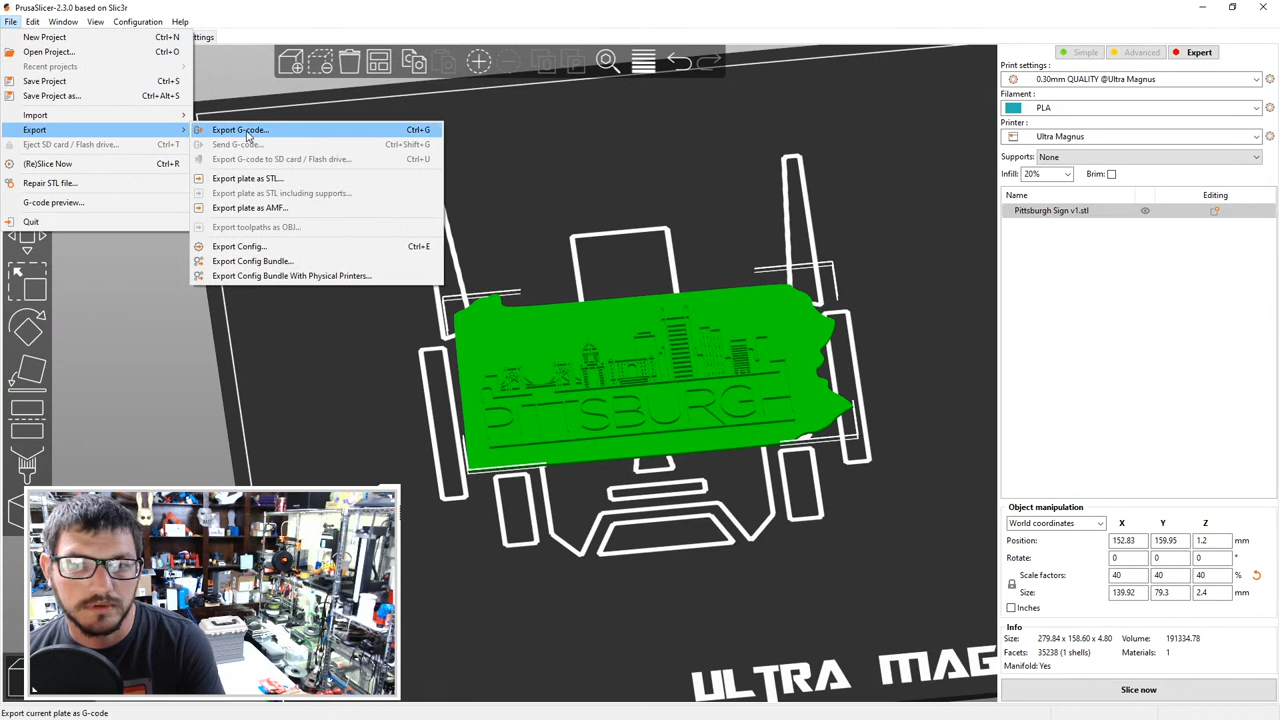 PrusaSlicer-2.3.0 based on Slic3r
File Edit Window View Configuration Help
New Project Ctrl+N
Open Project... Ctrl+O
Recent projects
Save Project Ctrl+S
Save Project as... Ctrl+Alt+S
Import
Export
Eject SD card / Flash drive... Ctrl+T
(Re)Slice Now Ctrl+R
Repair STL file...
G-code preview...
Quit
ttings
Export G-code... Ctrl+G
Send G-code... Ctrl+Shift+G
Export G-code to SD card / Flash drive... Ctrl+U
Export plate as STL...
Export plate as STL including supports...
Export plate as AMF...
Export toolpaths as OBJ...
Export Config... Ctrl+E
Export Config Bundle...
Export Config Bundle With Physical Printers...
PITTSBURGH
ULTRA MAG
Simple Advanced Expert
Print settings :
0.30mm QUALITY @Ultra Magnus
Filament :
PLA
Printer :
Ultra Magnus
Supports: None
Infill: 20% Brim:
Name Editing
Pittsburgh Sign v1.stl
Object manipulation
World coordinates X Y Z
Position: 152.83 159.95 1.2 mm
Rotate: 0 0 0 °
Scale factors: 40 40 40 %
Size: 139.92 79.3 2.4 mm
Inches
Info
Size: 279.84 x 158.60 x 4.80 Volume: 191334.78
Facets: 35238 (1 shells) Materials: 1
Manifold: Yes
Slice now
Export current plate as G-code